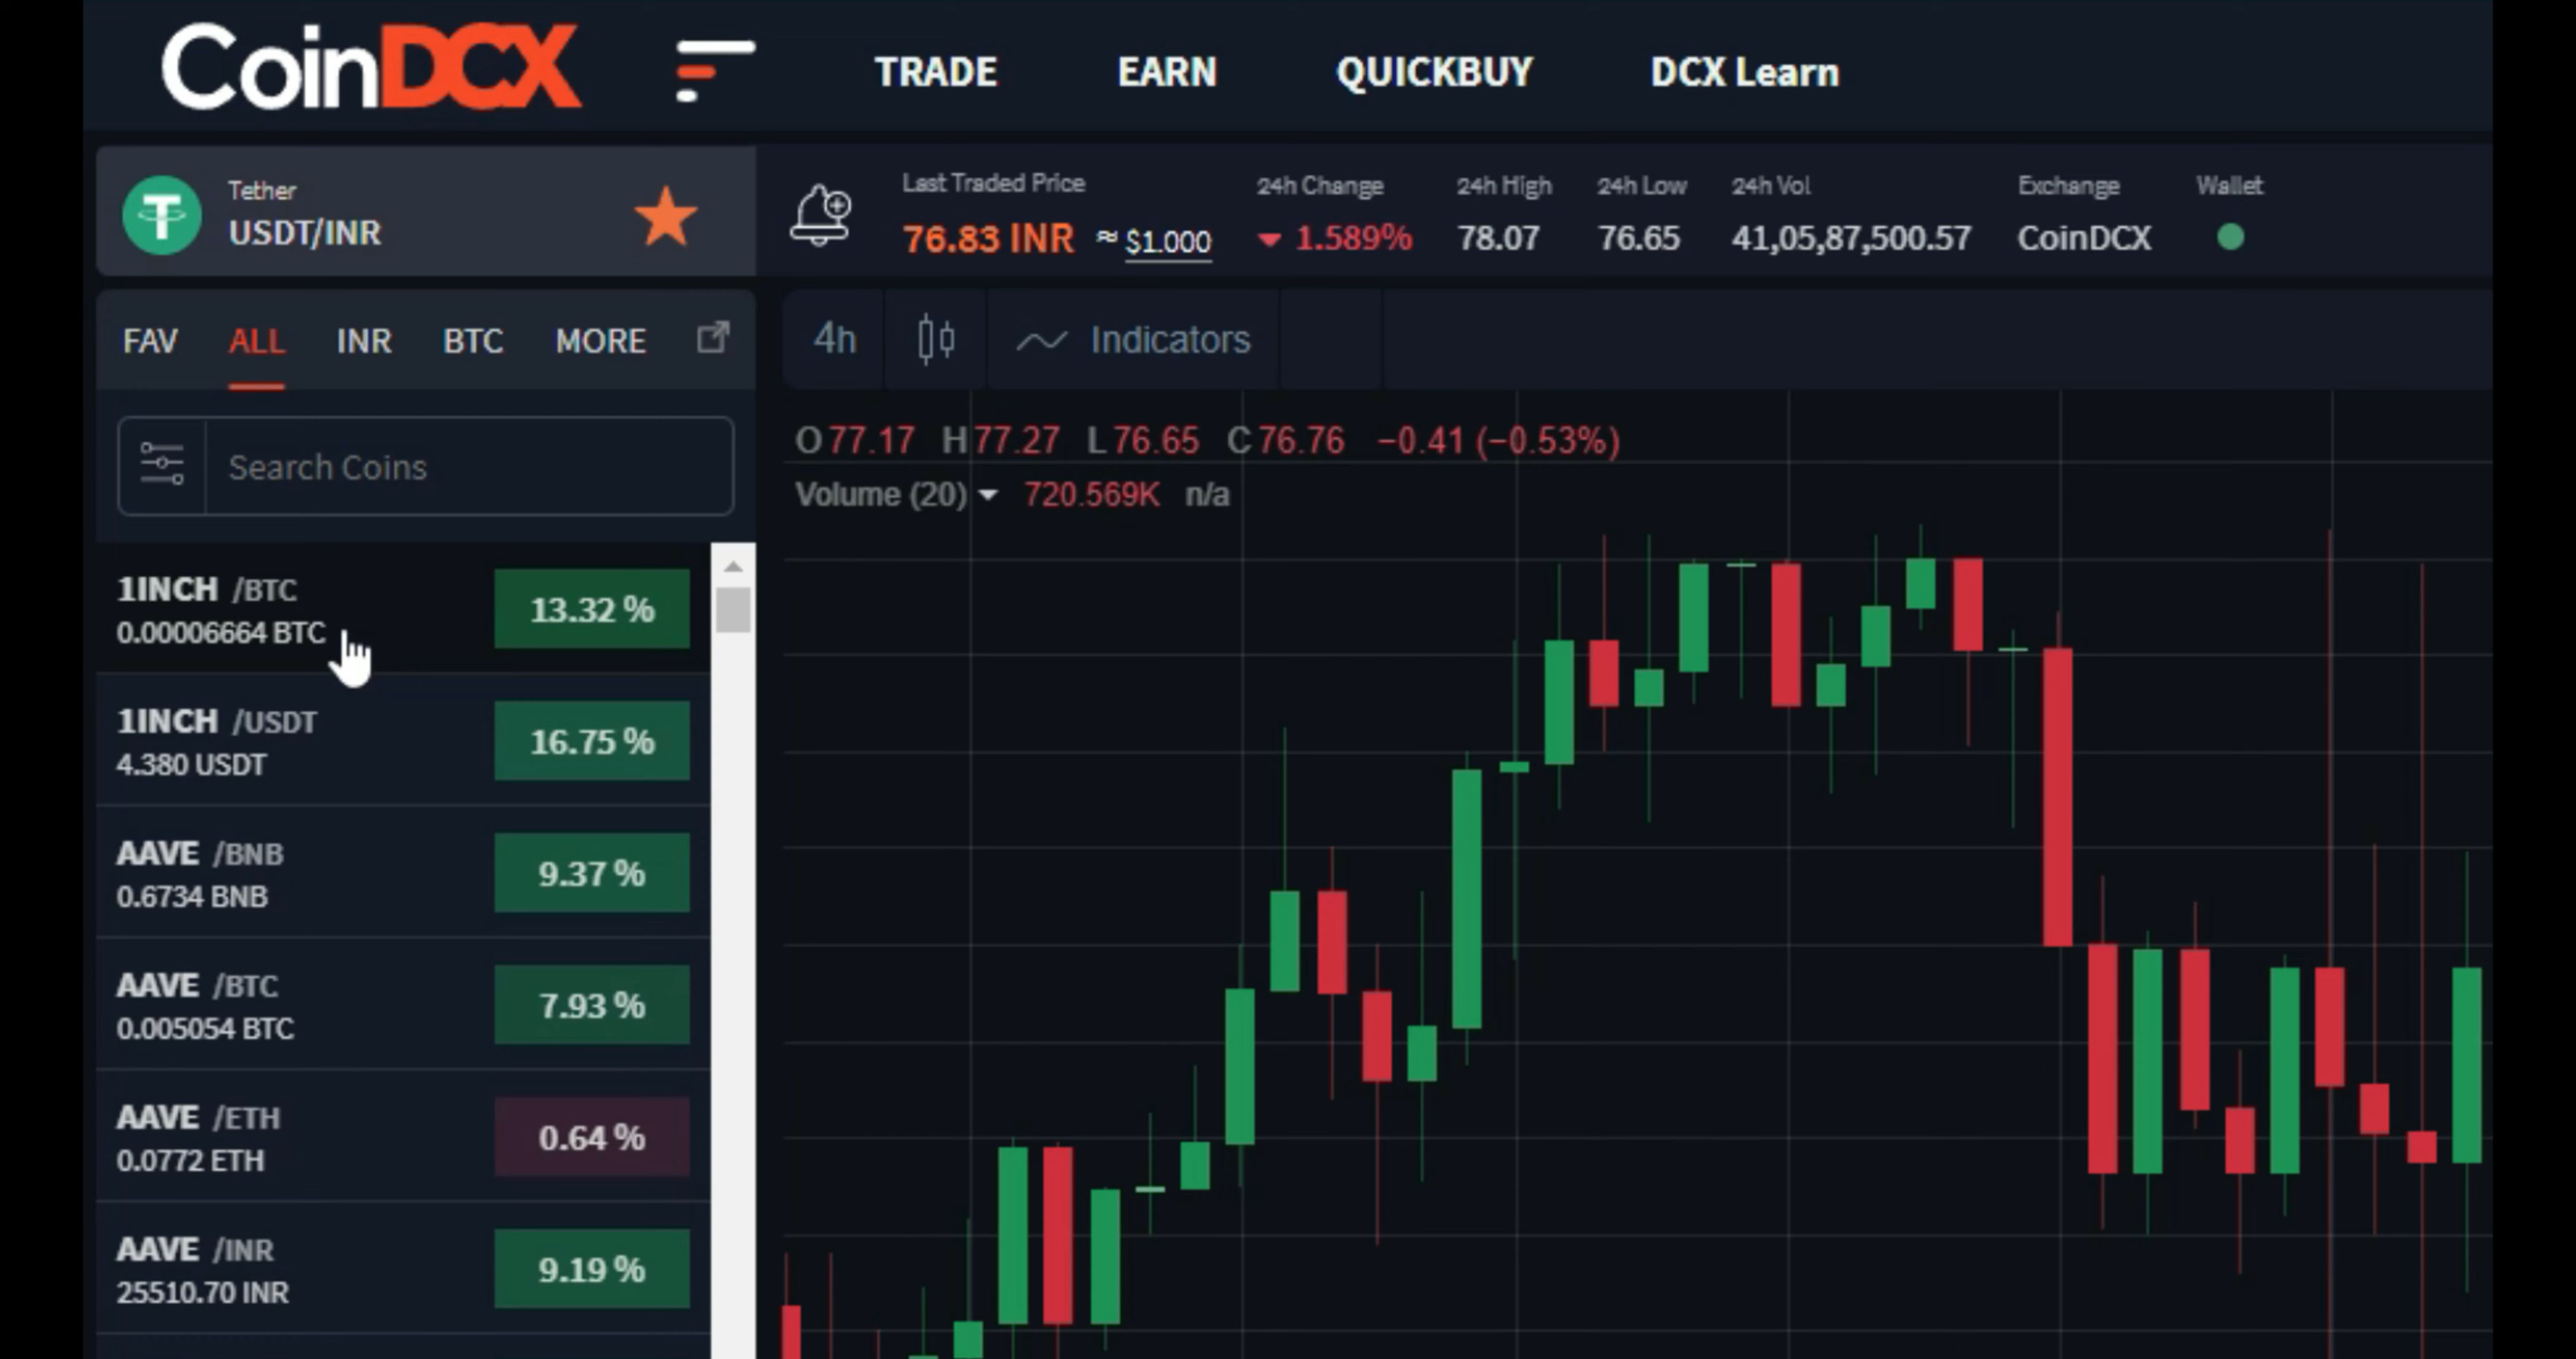 CoinDCX
TRADE EARN QUICKBUY DCX Learn
Tether
USDT/INR
Last Traded Price
76.83 INR ≈ $1.000
24h Change
1.589%
24h High
78.07
24h Low
76.65
24h Vol
41,05,87,500.57
Exchange
CoinDCX
Wallet
FAV ALL INR BTC MORE
Search Coins
1INCH /BTC
0.00006664 BTC
13.32 %
1INCH /USDT
4.380 USDT
16.75 %
AAVE /BNB
0.6734 BNB
9.37 %
AAVE /BTC
0.005054 BTC
7.93 %
AAVE /ETH
0.0772 ETH
0.64 %
AAVE /INR
25510.70 INR
9.19 %
4h Indicators
O 77.17 H 77.27 L 76.65 C 76.76 −0.41 (−0.53%)
Volume (20) 720.569K n/a